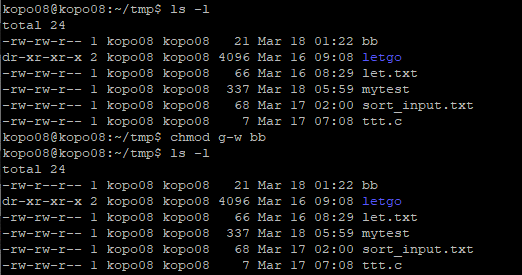 kopo08@kopo08:~/tmp$ ls -l
total 24
-rw-rw-r-- 1 kopo08 kopo08   21 Mar 18 01:22 bb
dr-xr-xr-x 2 kopo08 kopo08 4096 Mar 16 09:08 letgo
-rw-rw-r-- 1 kopo08 kopo08   66 Mar 16 08:29 let.txt
-rw-rw-r-- 1 kopo08 kopo08  337 Mar 18 05:59 mytest
-rw-rw-r-- 1 kopo08 kopo08   68 Mar 17 02:00 sort_input.txt
-rw-rw-r-- 1 kopo08 kopo08    7 Mar 17 07:08 ttt.c
kopo08@kopo08:~/tmp$ chmod g-w bb
kopo08@kopo08:~/tmp$ ls -l
total 24
-rw-r--r-- 1 kopo08 kopo08   21 Mar 18 01:22 bb
dr-xr-xr-x 2 kopo08 kopo08 4096 Mar 16 09:08 letgo
-rw-rw-r-- 1 kopo08 kopo08   66 Mar 16 08:29 let.txt
-rw-rw-r-- 1 kopo08 kopo08  337 Mar 18 05:59 mytest
-rw-rw-r-- 1 kopo08 kopo08   68 Mar 17 02:00 sort_input.txt
-rw-rw-r-- 1 kopo08 kopo08    7 Mar 17 07:08 ttt.c